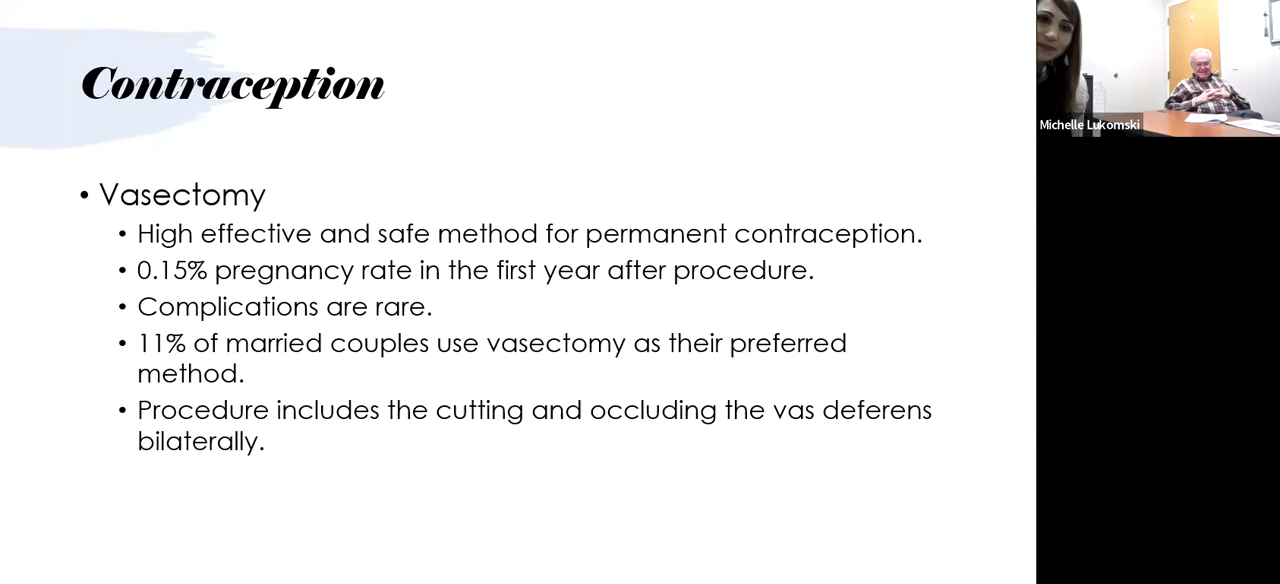 Contraception
Michelle Lukomski
• Vasectomy
• High effective and safe method for permanent contraception.
• 0.15% pregnancy rate in the first year after procedure.
• Complications are rare.
• 11% of married couples use vasectomy as their preferred
method.
• Procedure includes the cutting and occluding the vas deferens
bilaterally.